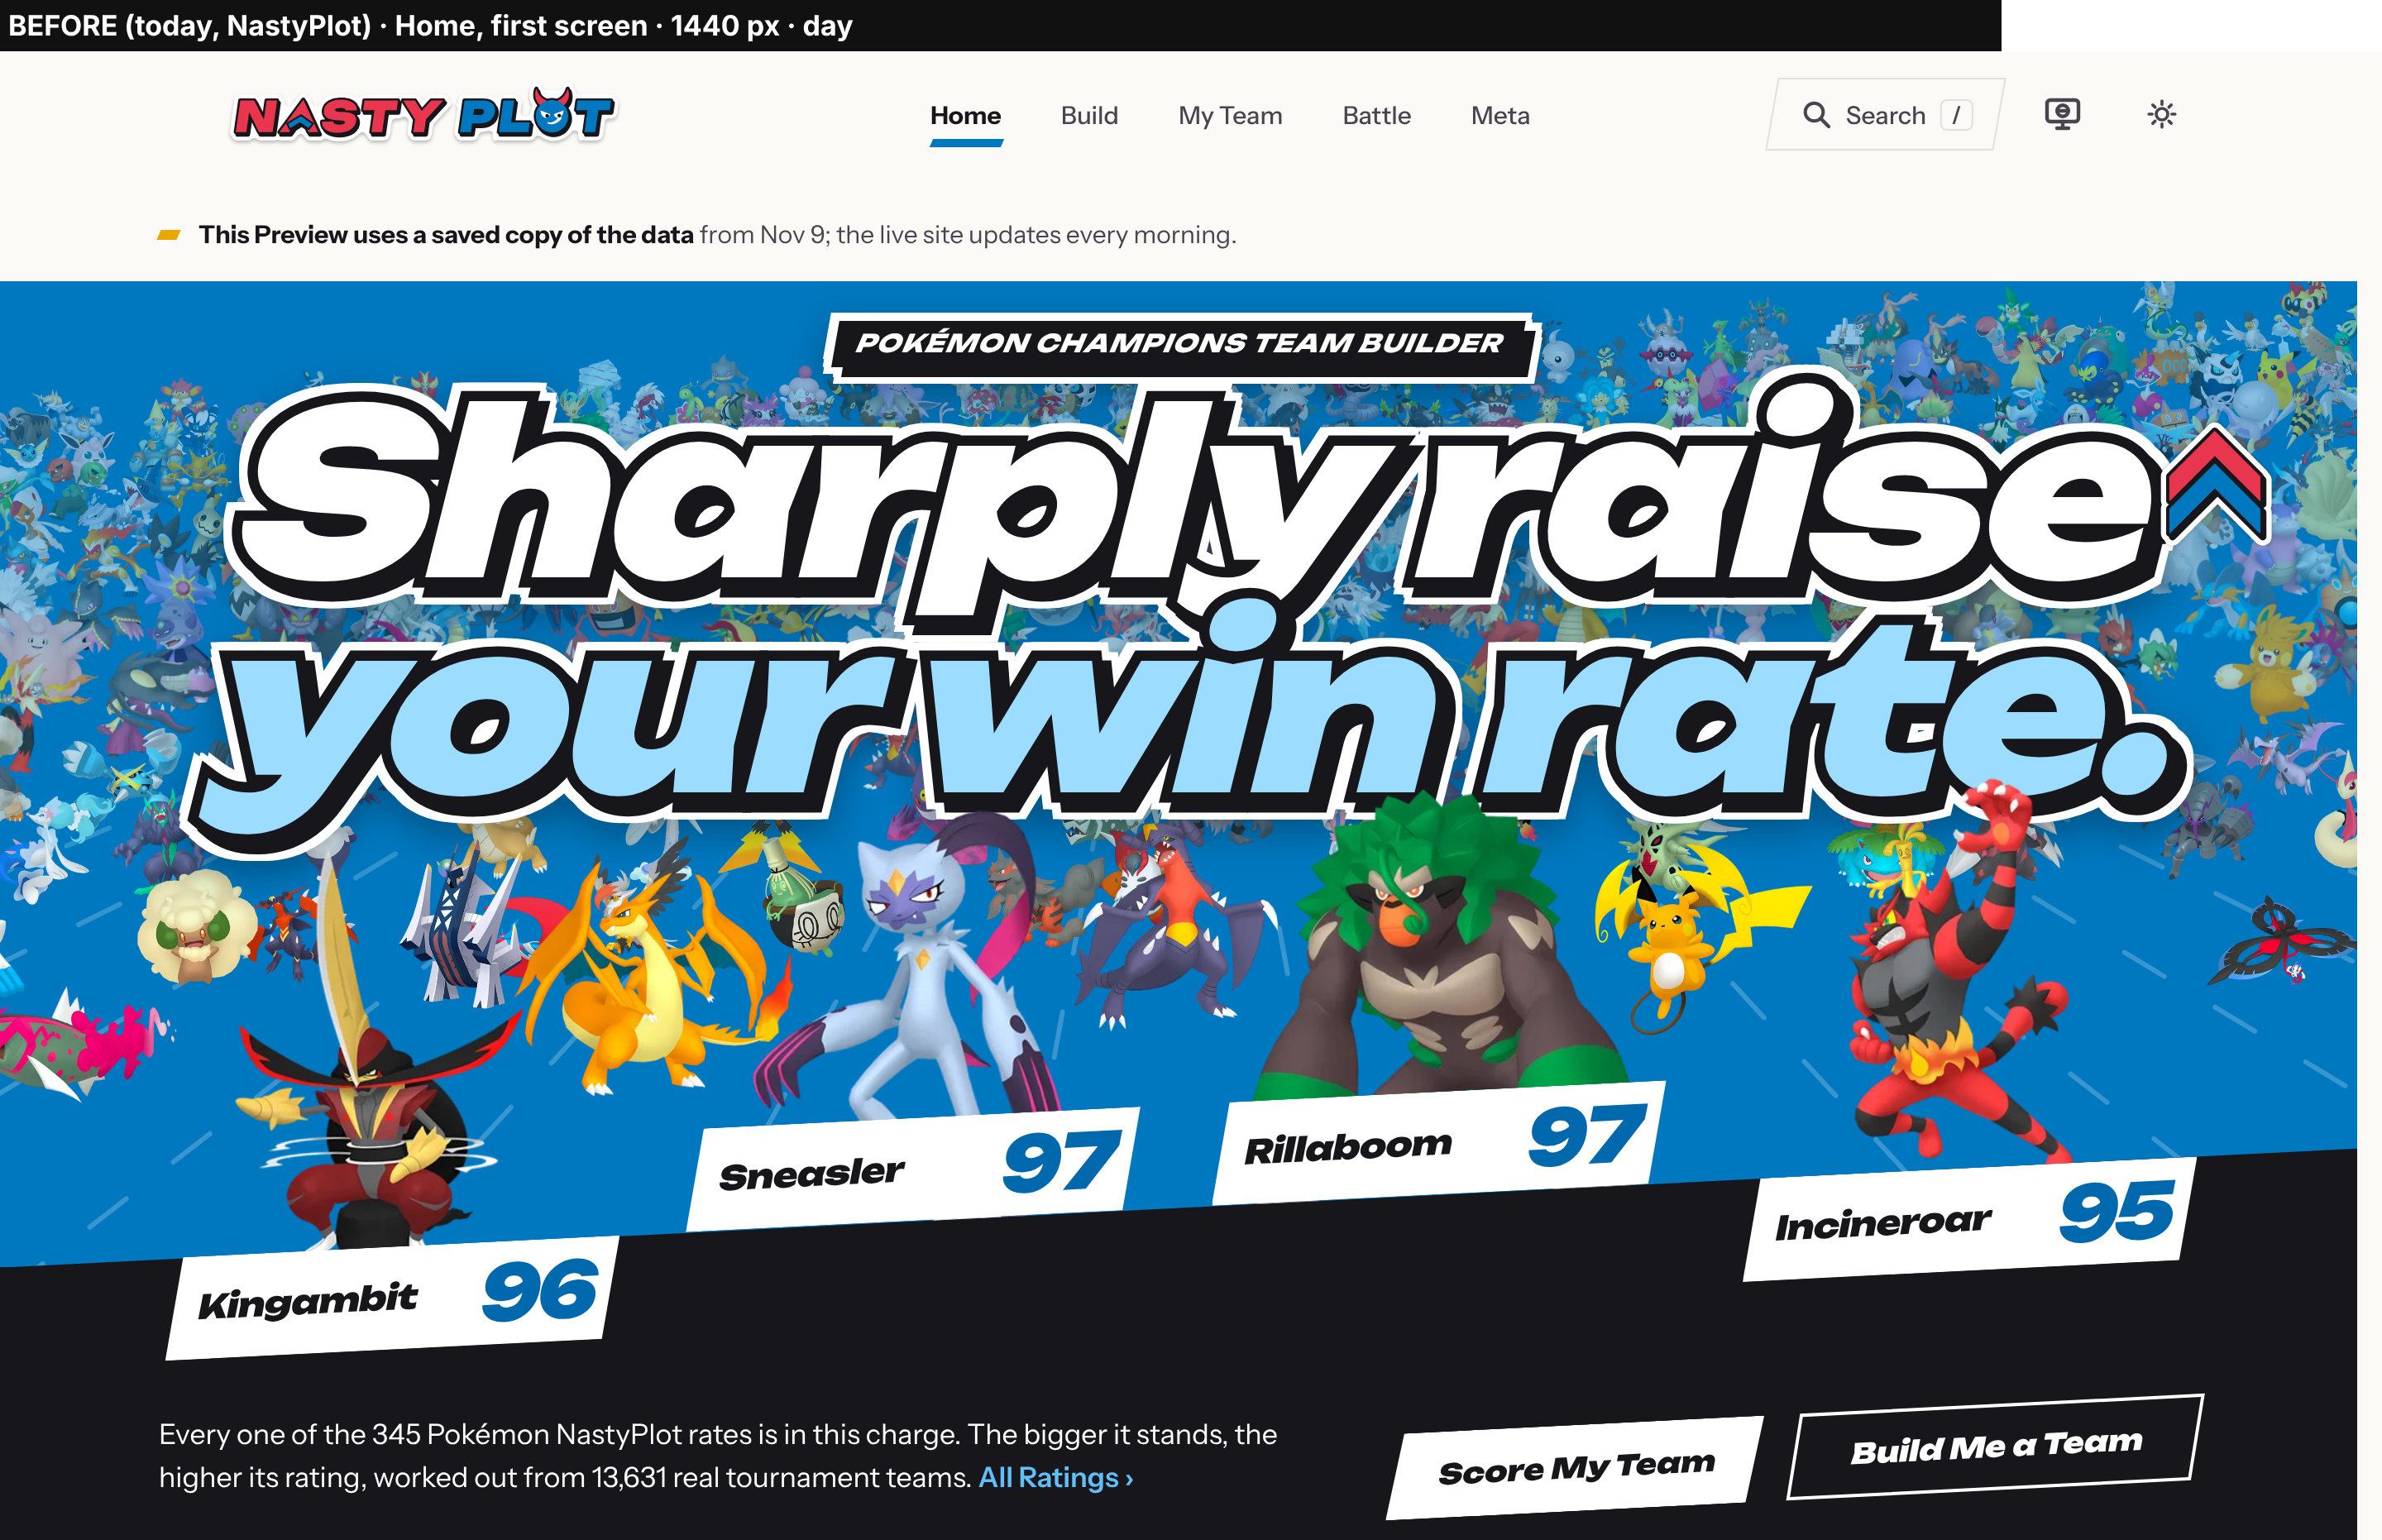 BEFORE (today, NastyPlot) · Home, first screen · 1440 px · day
NASTY PLOT
Home
Build
My Team
Battle
Meta
Search /
This Preview uses a saved copy of the data from Nov 9; the live site updates every morning.
POKÉMON CHAMPIONS TEAM BUILDER
Sharply raise
your win rate.
Sneasler 97
Rillaboom 97
Incineroar 95
Kingambit 96
Every one of the 345 Pokémon NastyPlot rates is in this charge. The bigger it stands, the
higher its rating, worked out from 13,631 real tournament teams. All Ratings ›
Score My Team
Build Me a Team